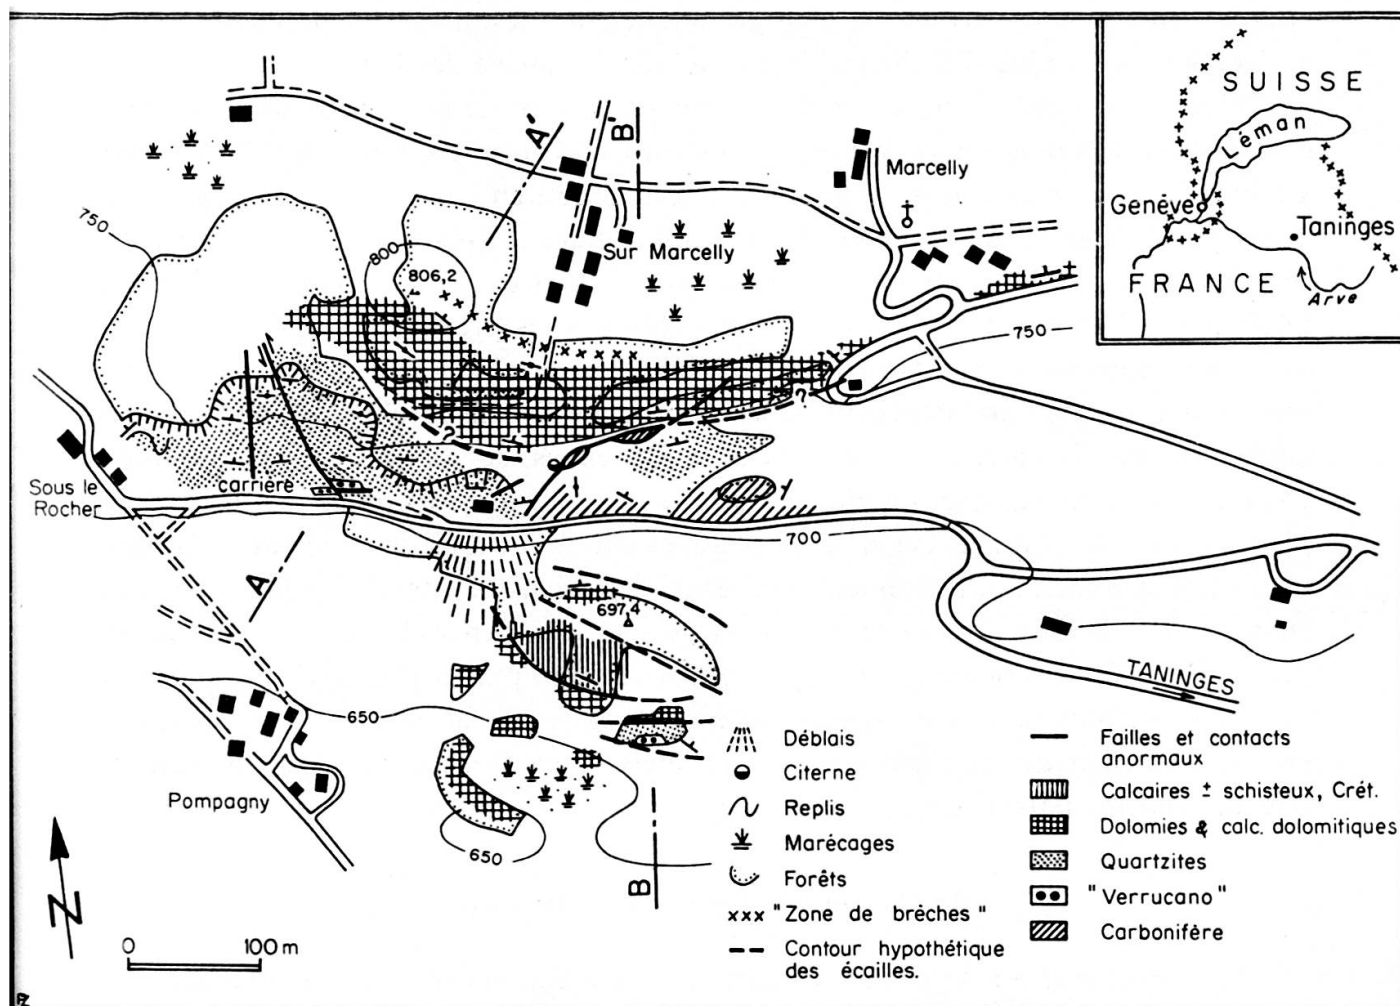 SUISSE
Léman
Genève
Taninges
FRANCE
Arve
A'
B'
Marcelly
750
800
806,2
Sur Marcelly
750
?
?
Sous le
Rocher
carrière
700
A
697,4
TANINGES
650
Pompagny
650
B
N
0 100 m
Déblais
Citerne
Replis
Marécages
Forêts
"Zone de brèches"
Contour hypothétique
des écailles.
Failles et contacts
anormaux
Calcaires ± schisteux, Crét.
Dolomies & calc. dolomitiques
Quartzites
"Verrucano"
Carbonifère